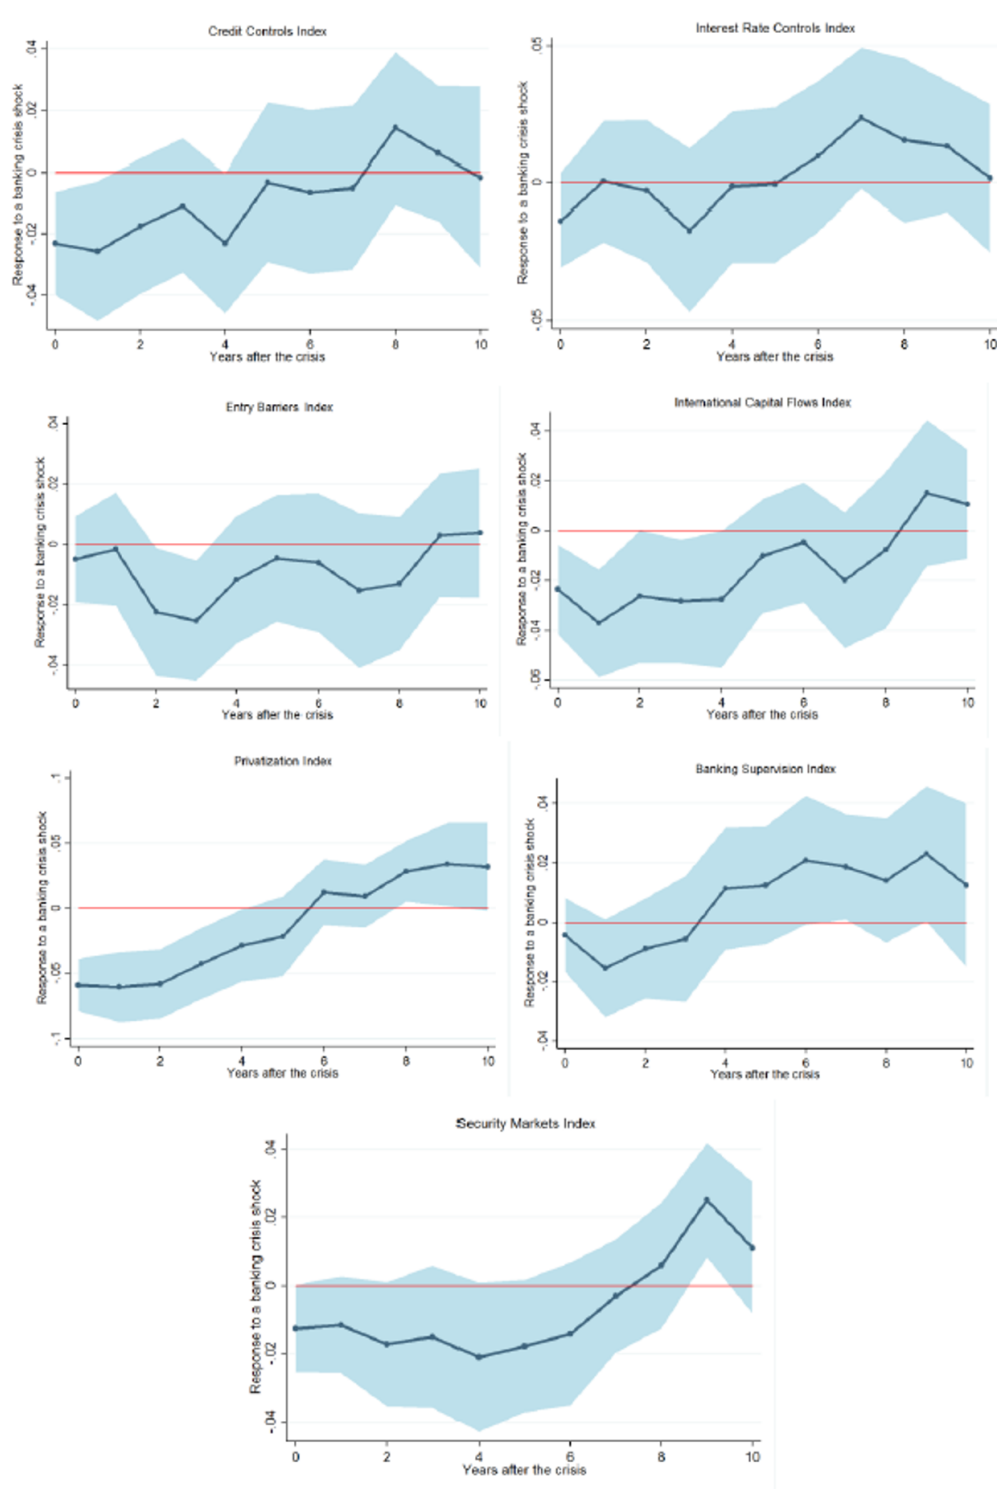 Credit Controls Index
Response to a banking crisis shock
.04
.02
0
-.02
-.04
0 2 4 6 8 10
Years after the crisis
Interest Rate Controls Index
Response to a banking crisis shock
.05
0
-.05
0 2 4 6 8 10
Years after the crisis
Entry Barriers Index
Response to a banking crisis shock
.04
.02
0
-.02
-.04
0 2 4 6 8 10
Years after the crisis
International Capital Flows Index
Response to a banking crisis shock
.04
.02
0
-.02
-.04
-.06
0 2 4 6 8 10
Years after the crisis
Privatization Index
Response to a banking crisis shock
.1
.05
0
-.05
-.1
0 2 4 6 8 10
Years after the crisis
Banking Supervision Index
Response to a banking crisis shock
.04
.02
0
-.02
-.04
0 2 4 6 8 10
Years after the crisis
Security Markets Index
Response to a banking crisis shock
.04
.02
0
-.02
-.04
0 2 4 6 8 10
Years after the crisis